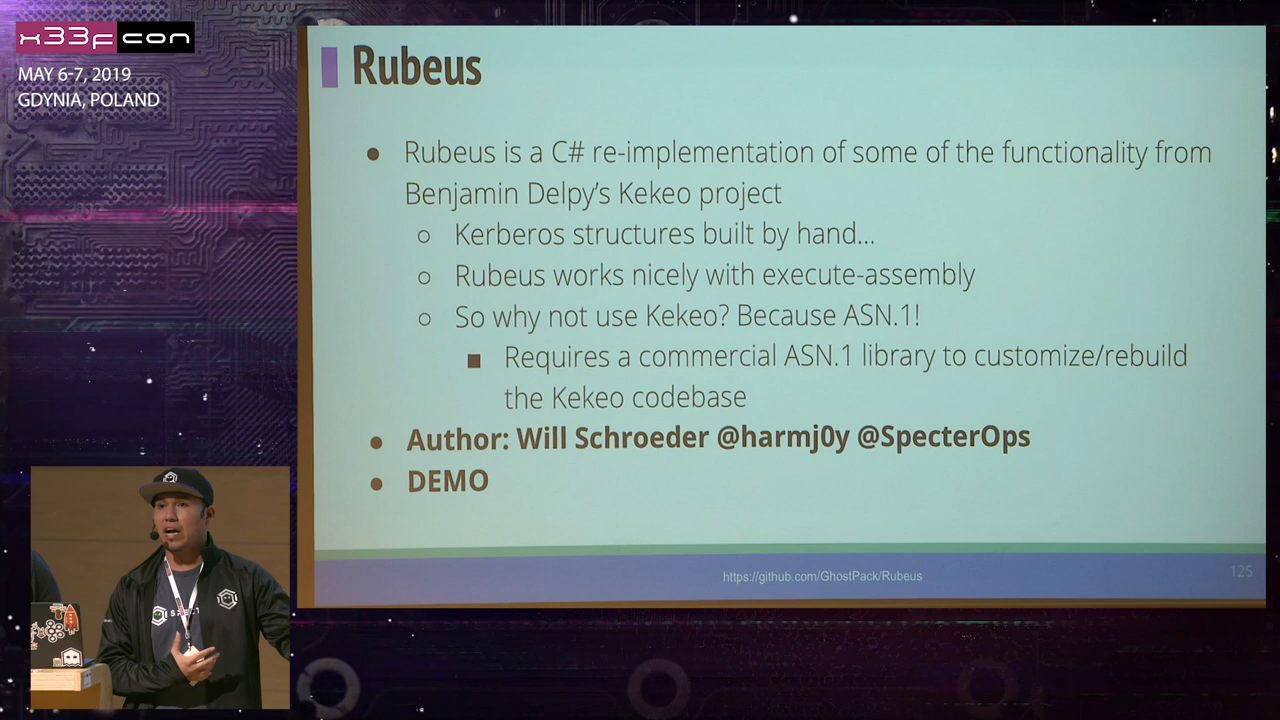 x33fcon
MAY 6-7, 2019
GDYNIA, POLAND
Rubeus
● Rubeus is a C# re-implementation of some of the functionality from
Benjamin Delpy’s Kekeo project
○ Kerberos structures built by hand...
○ Rubeus works nicely with execute-assembly
○ So why not use Kekeo? Because ASN.1!
■ Requires a commercial ASN.1 library to customize/rebuild
the Kekeo codebase
● Author: Will Schroeder @harmj0y @SpecterOps
● DEMO
https://github.com/GhostPack/Rubeus
125
SPECT